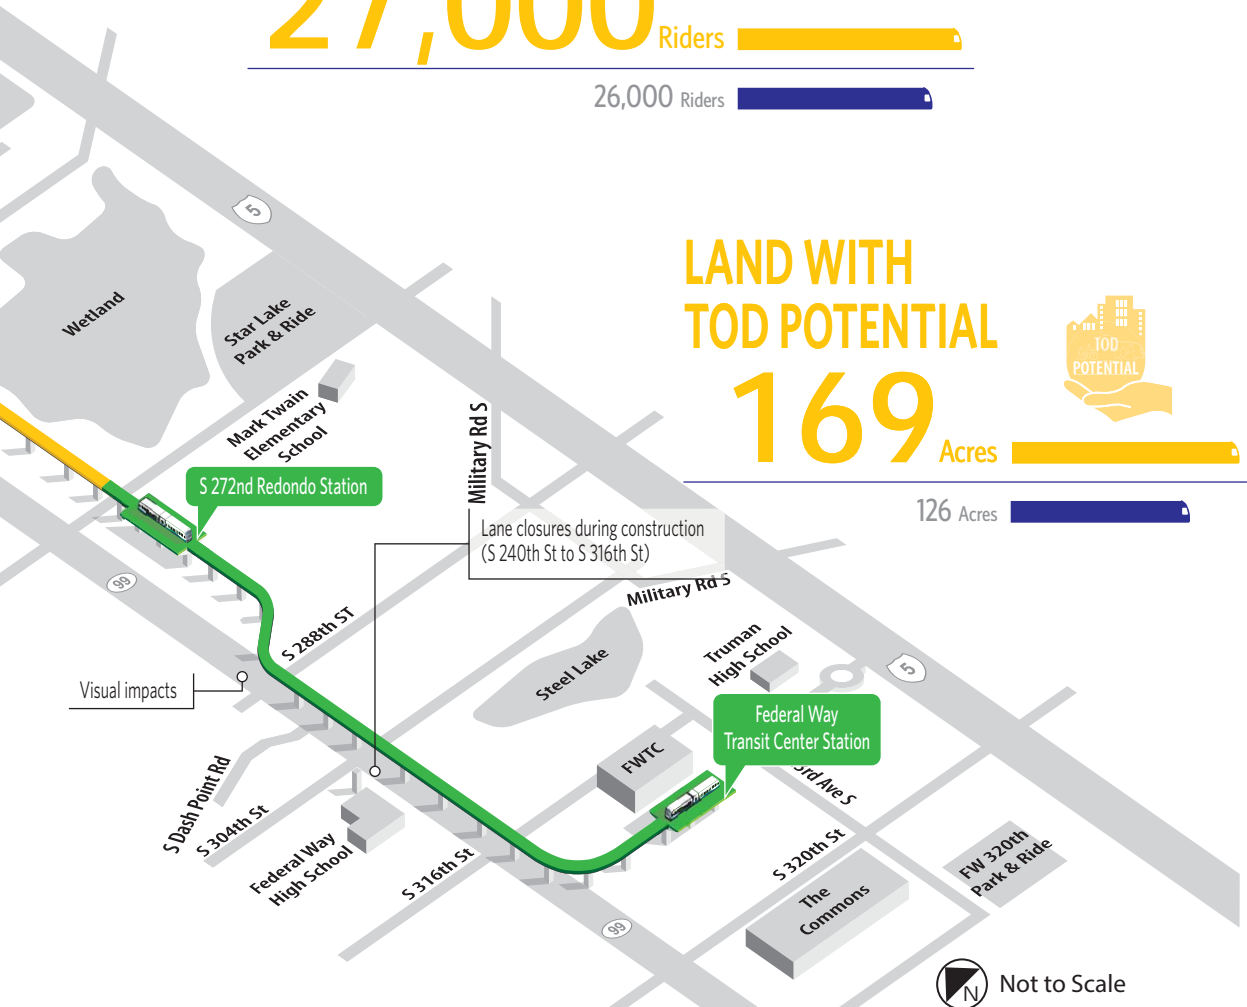 27,000 Riders
26,000 Riders
5
LAND WITH
TOD POTENTIAL
169 Acres
TOD
POTENTIAL
126 Acres
Wetland
Star Lake
Park & Ride
Mark Twain
Elementary
School
Military Rd S
S 272nd Redondo Station
Lane closures during construction
(S 240th St to S 316th St)
99
Military Rd S
S 288th ST
Truman
High School
Steel Lake
5
Visual impacts
Federal Way
Transit Center Station
FWTC
3rd Ave S
S Dash Point Rd
S 304th St
Federal Way
High School
S 316th St
S 320th St
FW 320th
Park & Ride
The
Commons
99
N
Not to Scale